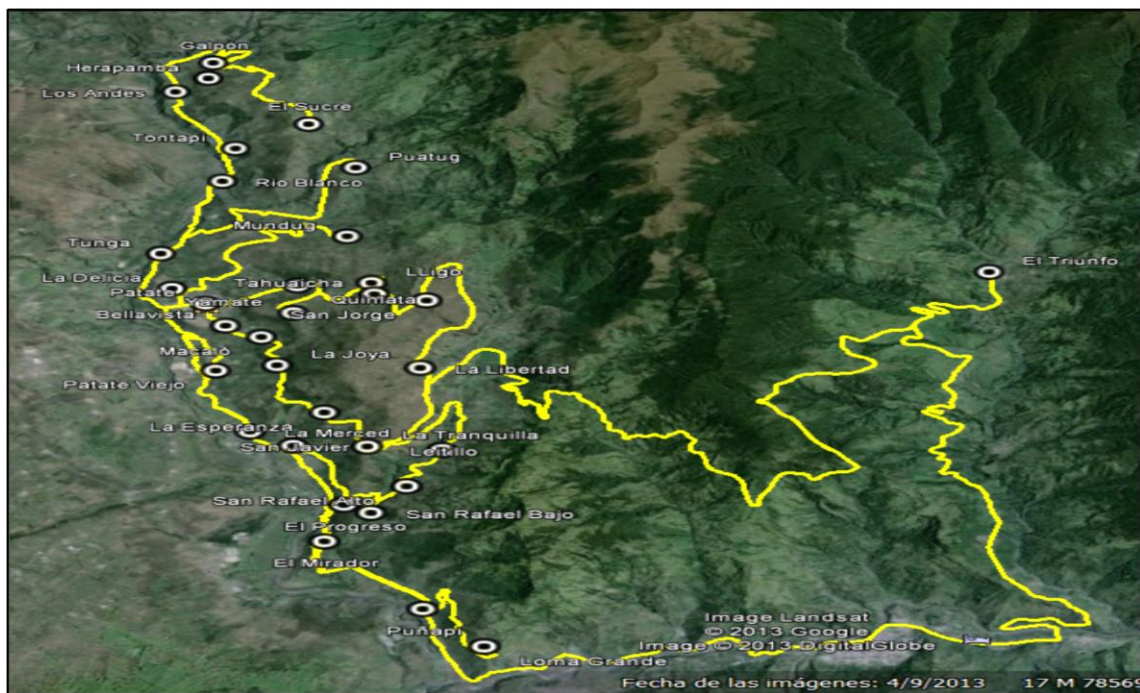 Galpón
Herapamba
Los Andes
El Sucre
Tontapi
Puatug
Rio Blanco
Mundug
Tunga
El Triunfo
La Delicia
Tahuaicha
LLigo
Patate
Yamate
Quinlata
Bellavista
San Jorge
Macaló
La Joya
La Libertad
Patate Viejo
La Esperanza
La Merced
La Tranquilla
San Javier
Leitillo
San Rafael Alto
San Rafael Bajo
El Progreso
El Mirador
Puñapi
Loma Grande
Image Landsat
© 2013 Google
Image © 2013 DigitalGlobe
Fecha de las imágenes: 4/9/2013 17 M 78569